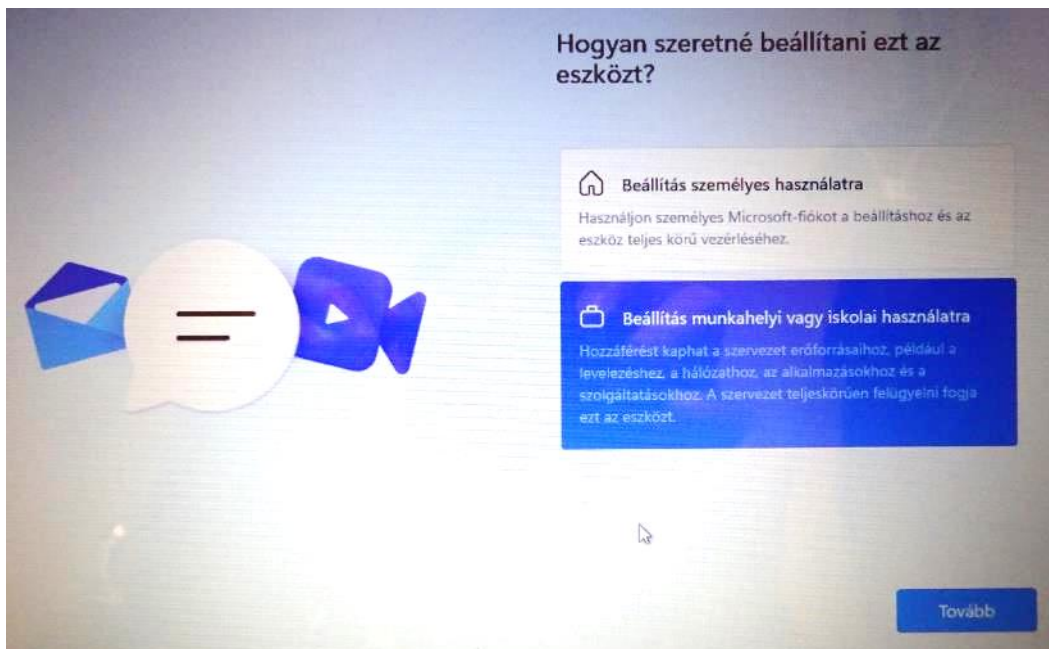 Hogyan szeretné beállítani ezt az
eszközt?
Beállítás személyes használatra
Használjon személyes Microsoft-fiókot a beállításhoz és az
eszköz teljes körű vezérléséhez.
Beállítás munkahelyi vagy iskolai használatra
Hozzáférést kaphat a szervezet erőforrásaihoz, például a
levelezéshez, a hálózathoz, az alkalmazásokhoz és a
szolgáltatásokhoz. A szervezet teljeskörűen felügyelni fogja
ezt az eszközt.
Tovább